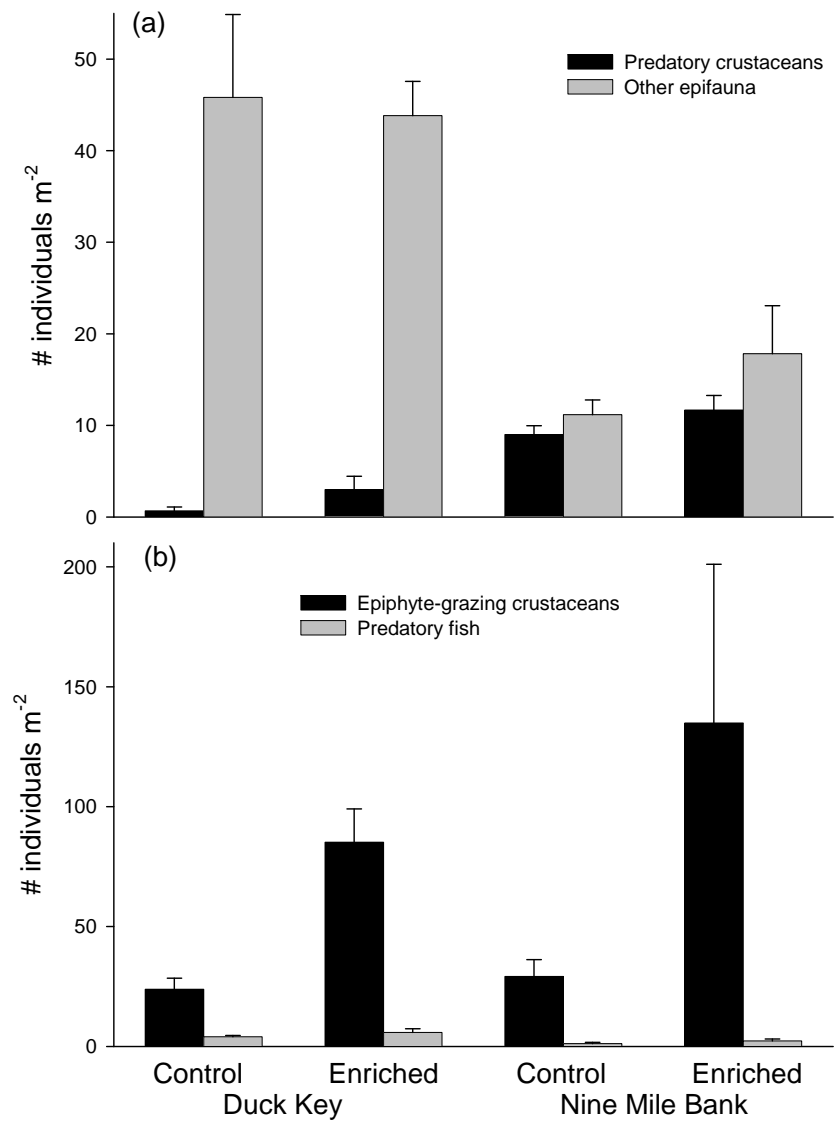 (a)
Predatory crustaceans
Other epifauna
50
40
30
20
10
0
# individuals m-2
(b)
Epiphyte-grazing crustaceans
Predatory fish
200
150
100
50
0
# individuals m-2
Control Enriched Control Enriched
Duck Key Nine Mile Bank